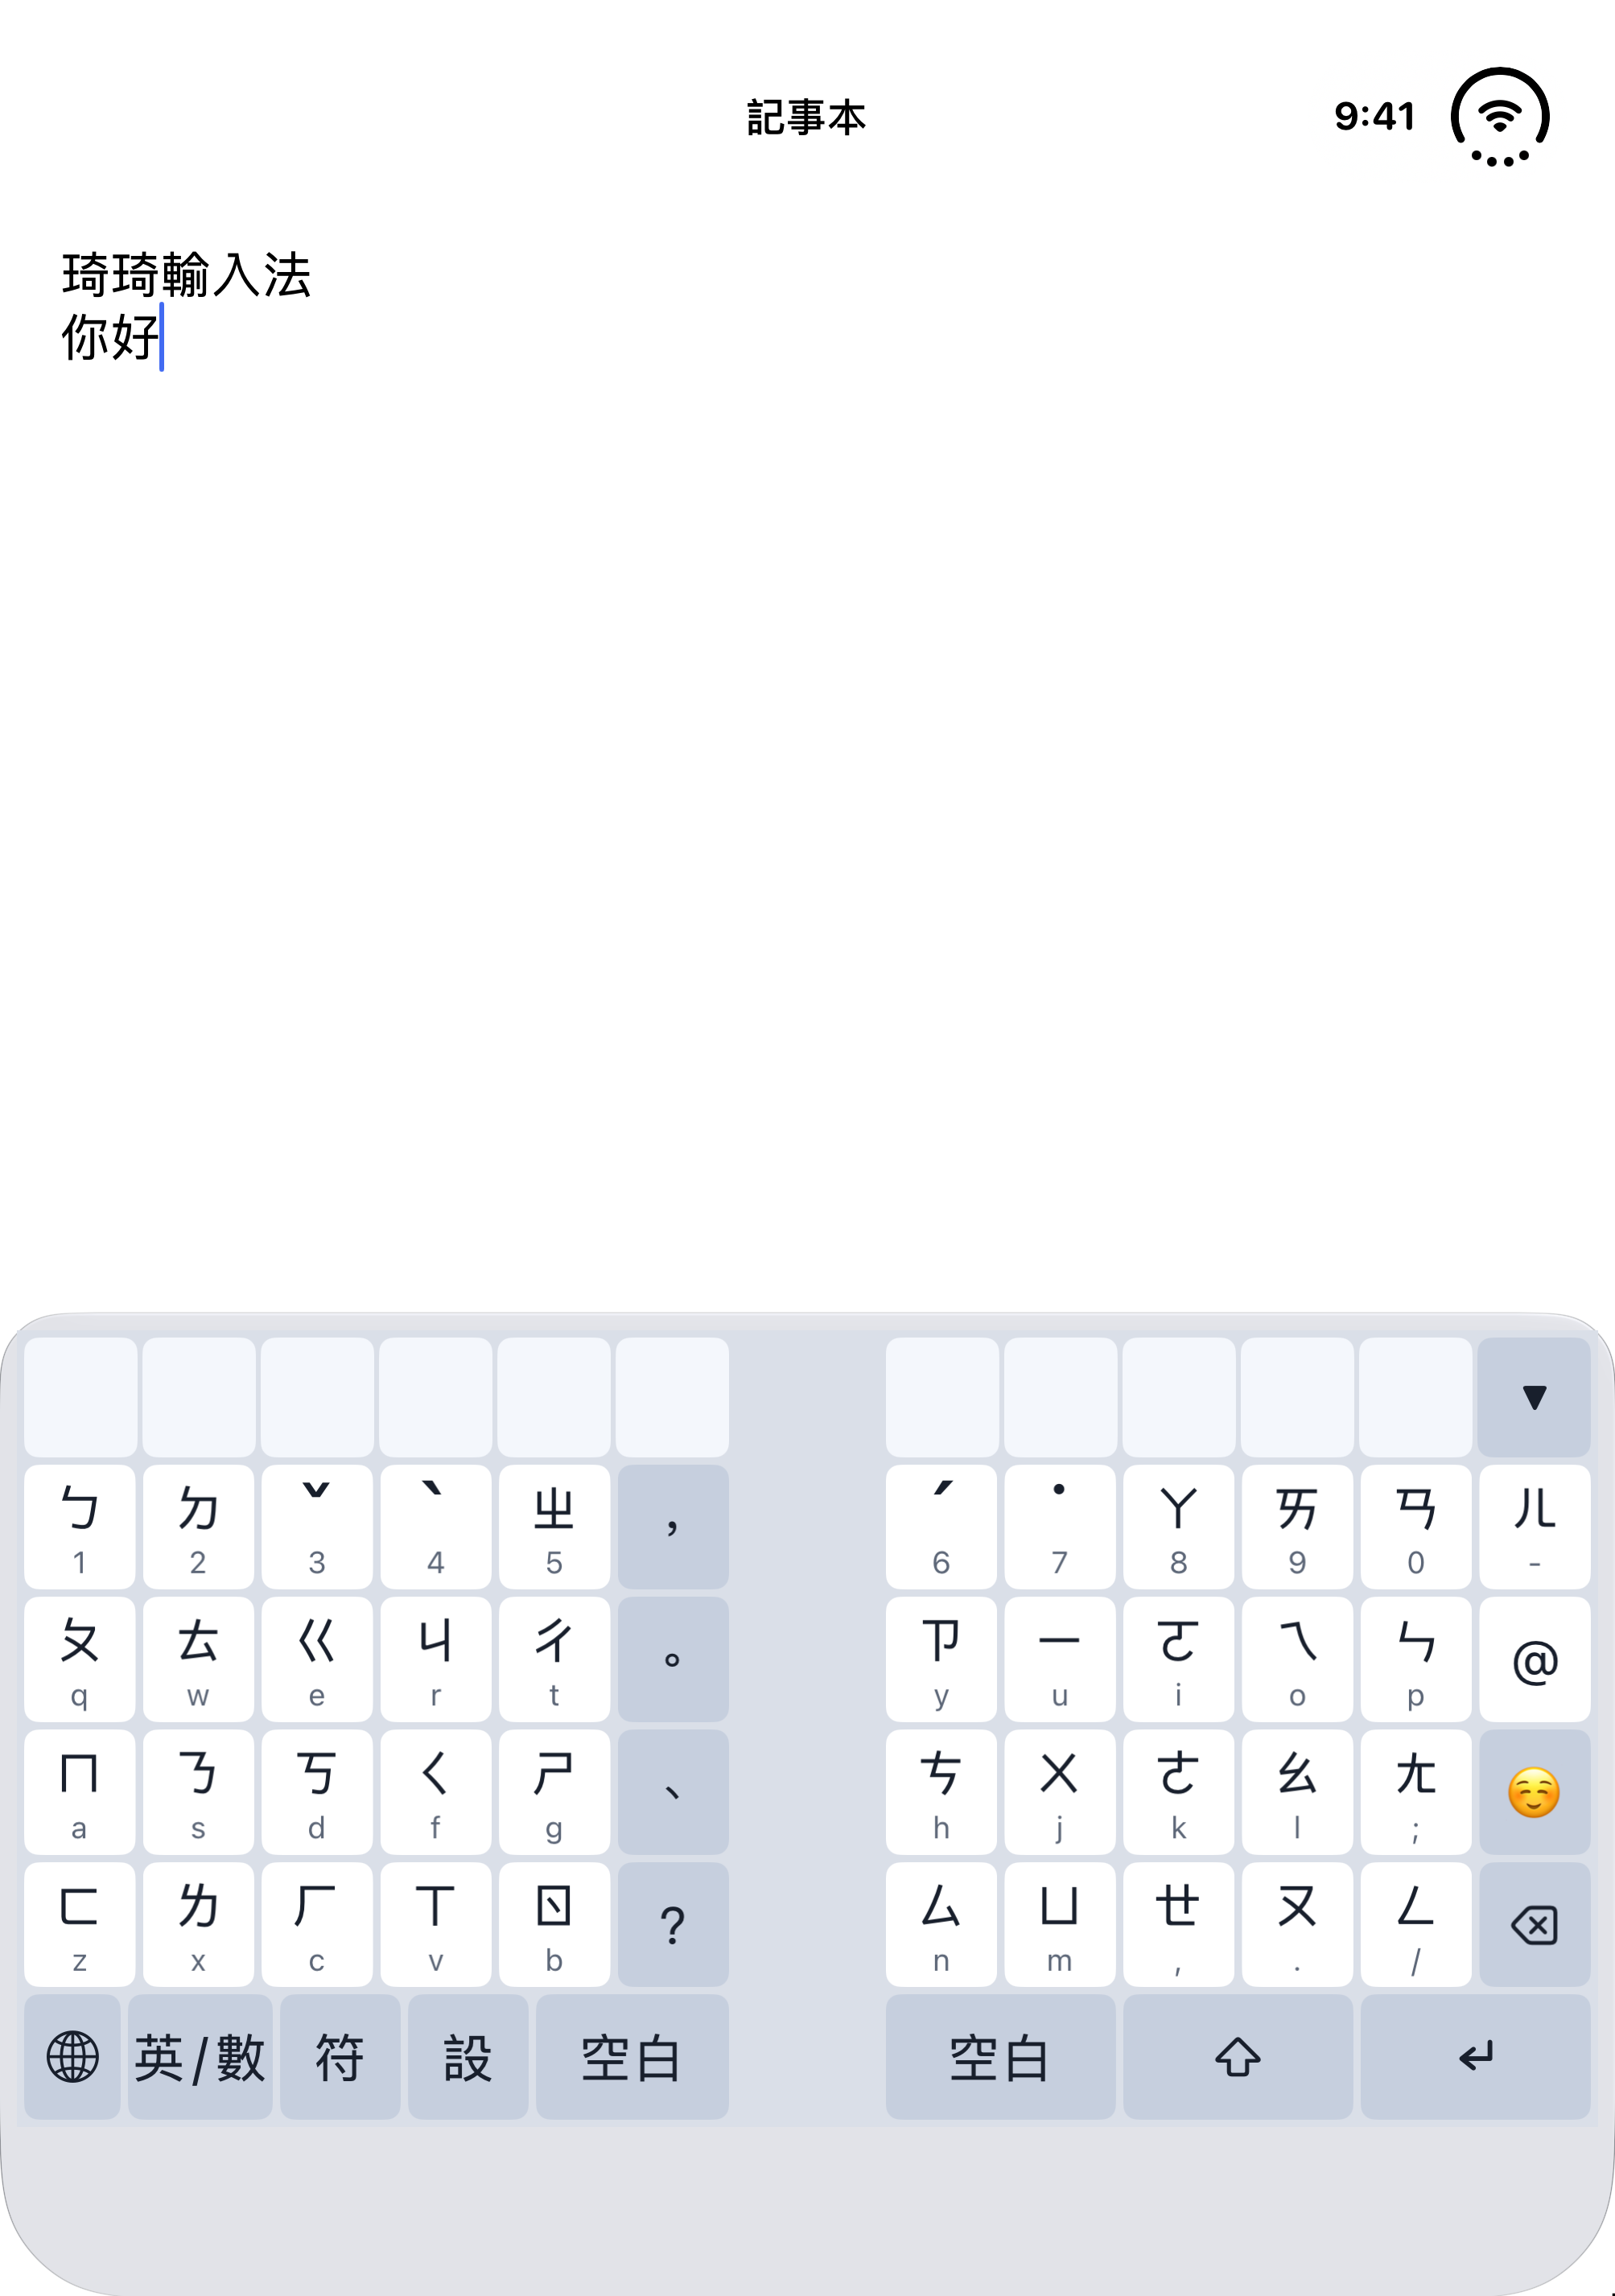 記事本
9:41
琦琦輸入法
你好
ㄅ ㄉ ˇ ˋ ㄓ ， ˊ ˙ ㄚ ㄞ ㄢ ㄦ
1 2 3 4 5 6 7 8 9 0 -
ㄆ ㄊ ㄍ ㄐ ㄔ 。 ㄗ 一 ㄛ ㄟ ㄣ @
q w e r t y u i o p
ㄇ ㄋ ㄎ ㄑ ㄕ 、 ㄘ ㄨ ㄜ ㄠ ㄤ
a s d f g h j k l ;
ㄈ ㄌ ㄏ ㄒ ㄖ ? ㄙ ㄩ ㄝ ㄡ ㄥ
z x c v b n m , . /
英/數 符 設 空白 空白